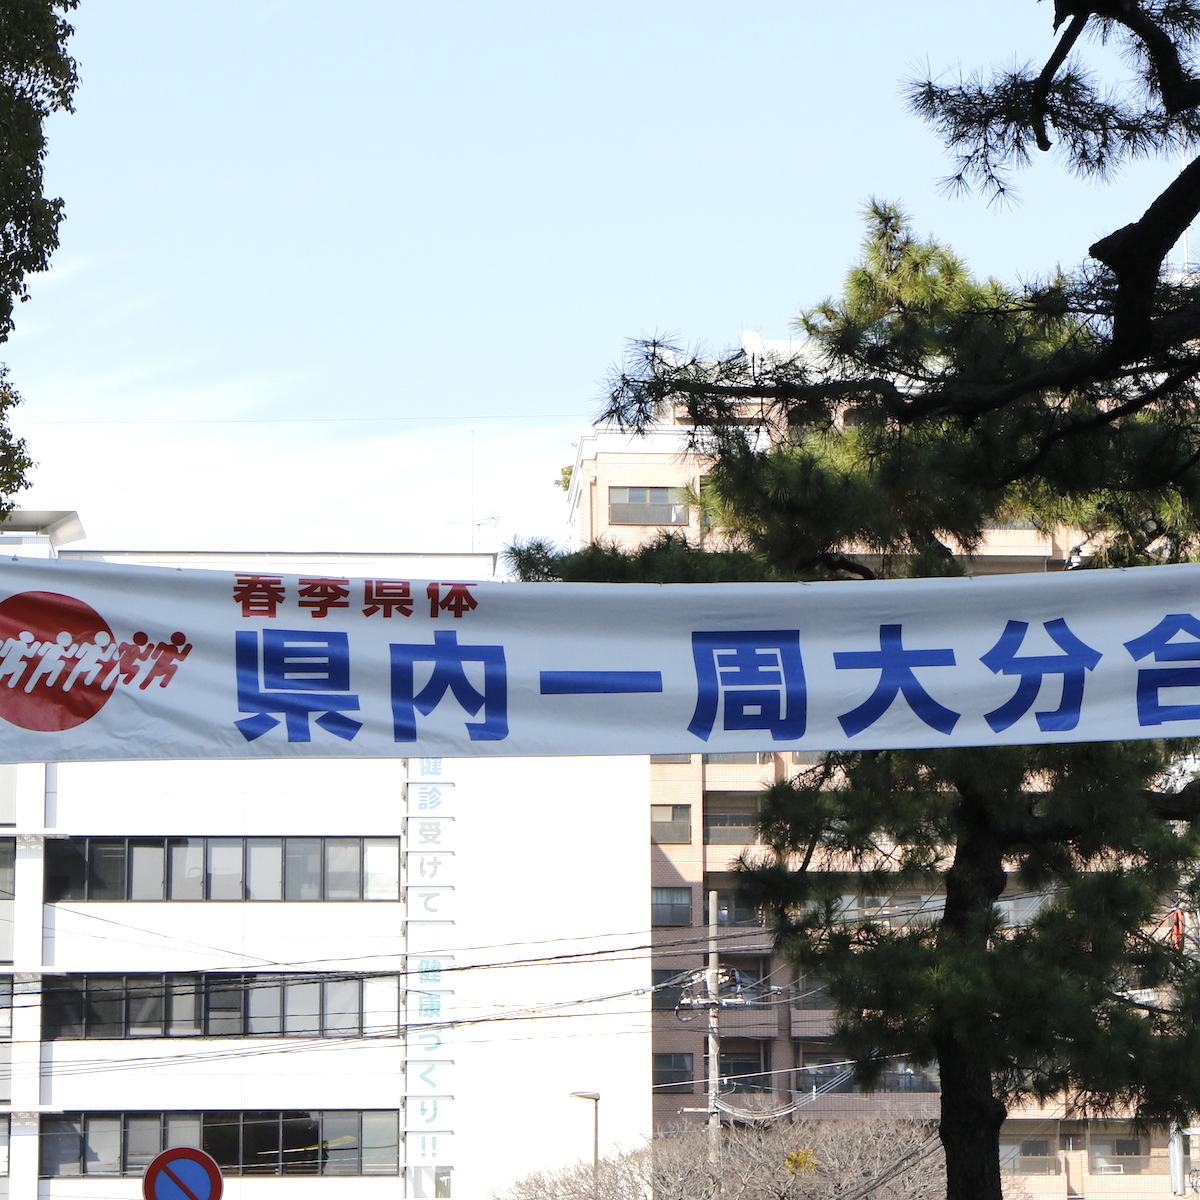 春季県体
県内一周大分合
健診受けて 健康づくり!!